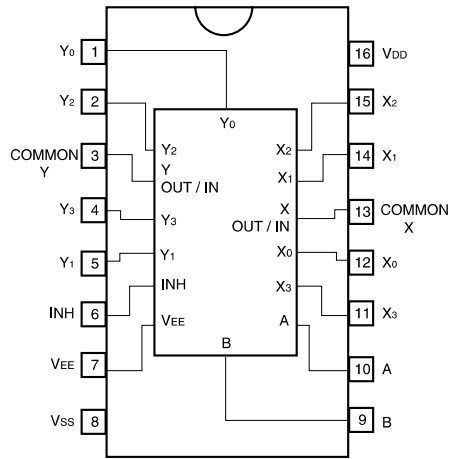 Y0 1
Y2 2
COMMON
Y 3
Y3 4
Y1 5
INH 6
VEE 7
VSS 8
16 VDD
15 X2
14 X1
13 COMMON
X
12 X0
11 X3
10 A
9 B
Y0
Y2
Y
OUT / IN
Y3
Y1
INH
VEE
X2
X1
X
OUT / IN
X0
X3
A
B